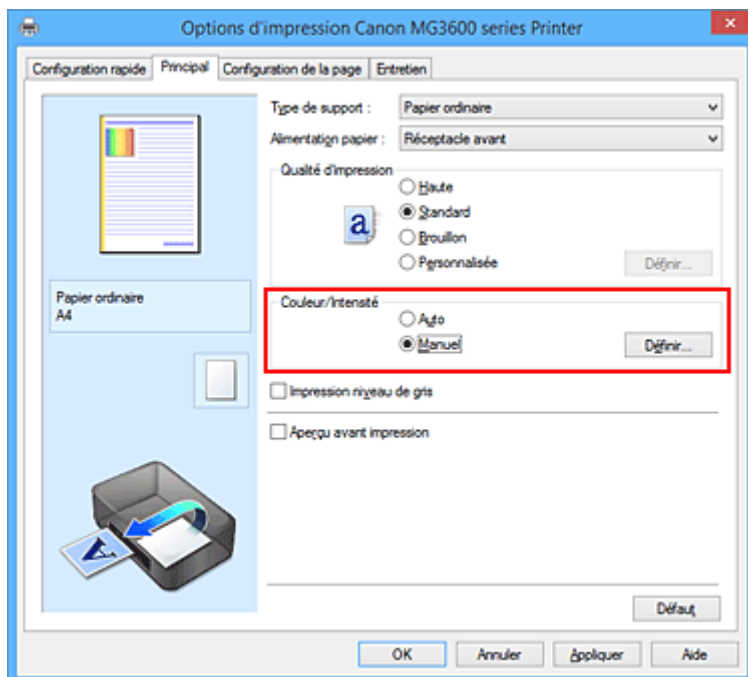 Options d'impression Canon MG3600 series Printer
Configuration rapide Principal Configuration de la page Entretien
Type de support : Papier ordinaire
Alimentation papier : Réceptacle avant
Qualité d'impression
Haute
Standard
Brouillon
Personnalisée Définir...
Papier ordinaire
A4
Couleur/Intensité
Auto
Manuel Définir...
Impression niveau de gris
Aperçu avant impression
Défaut
OK Annuler Appliquer Aide